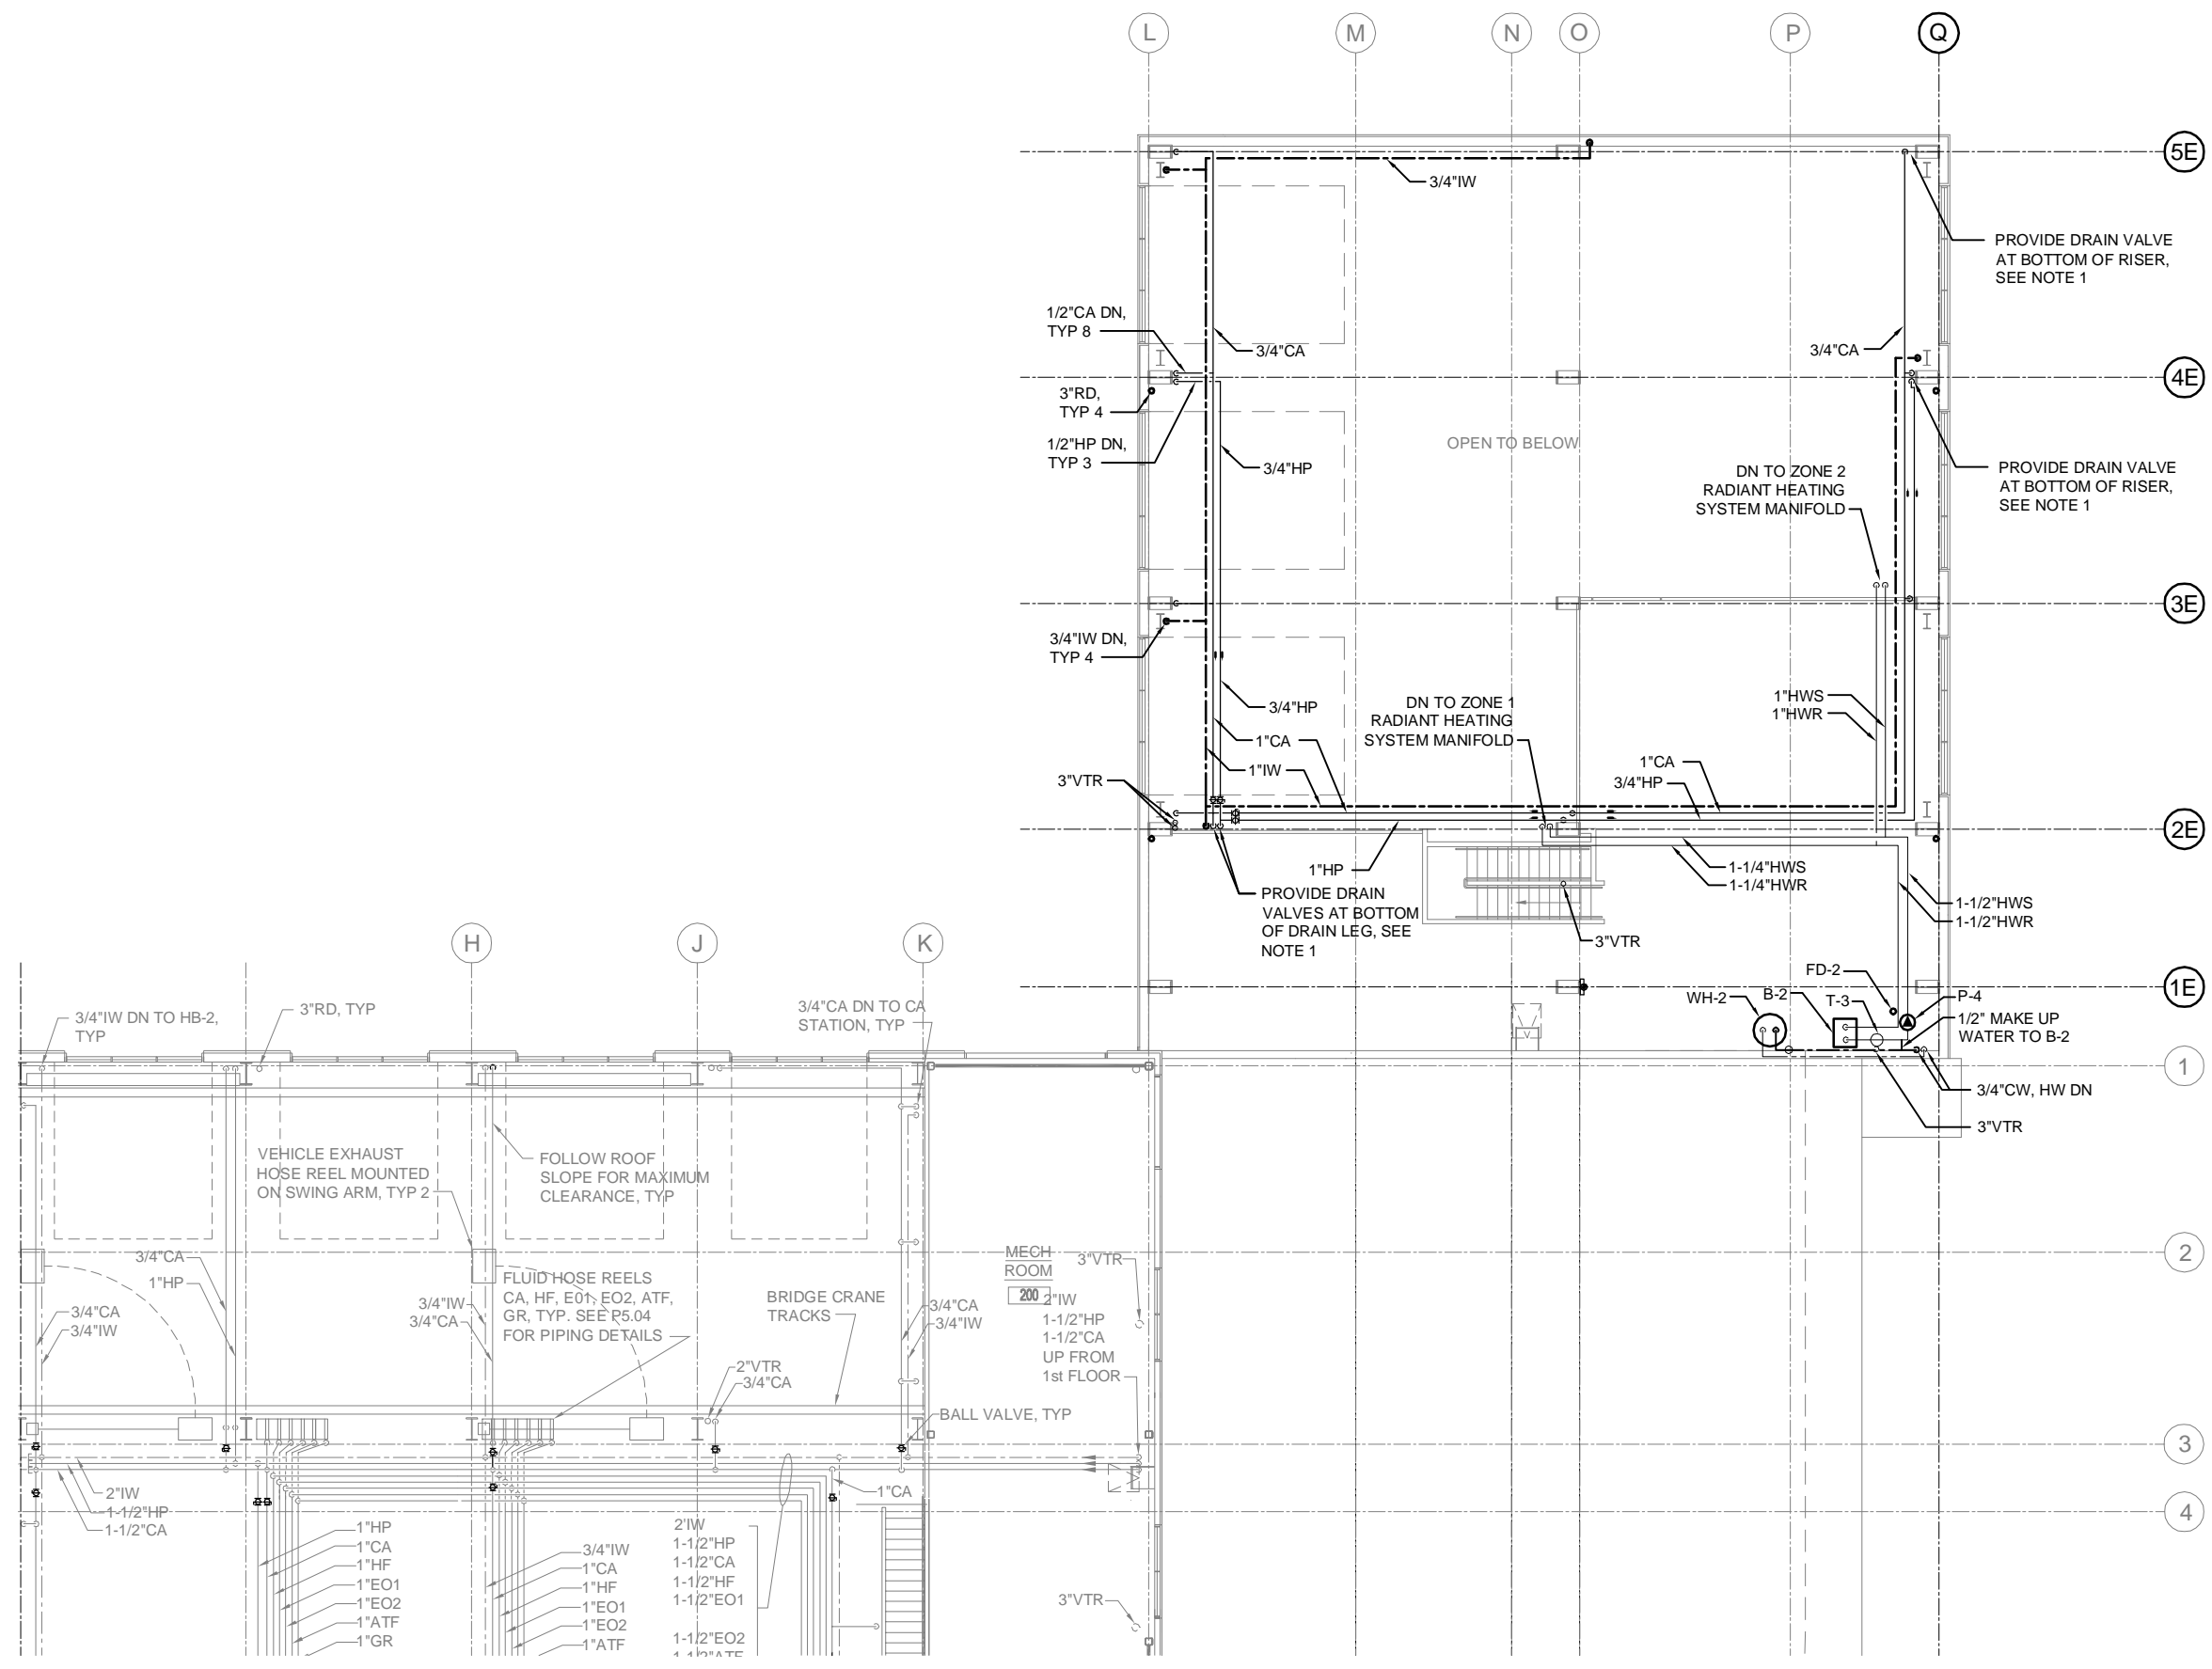 L
M
N
O
P
Q
5E
3/4"IW
PROVIDE DRAIN VALVE
AT BOTTOM OF RISER,
SEE NOTE 1
1/2"CA DN,
TYP 8
3/4"CA
3/4"CA
4E
3"RD,
TYP 4
1/2"HP DN,
TYP 3
OPEN TO BELOW
3/4"HP
DN TO ZONE 2
RADIANT HEATING
SYSTEM MANIFOLD
PROVIDE DRAIN VALVE
AT BOTTOM OF RISER,
SEE NOTE 1
3E
3/4"IW DN,
TYP 4
3/4"HP
DN TO ZONE 1
RADIANT HEATING
SYSTEM MANIFOLD
1"HWS
1"HWR
1"CA
1"IW
1"CA
3/4"HP
3"VTR
2E
1"HP
1-1/4"HWS
1-1/4"HWR
PROVIDE DRAIN
VALVES AT BOTTOM
OF DRAIN LEG, SEE
NOTE 1
1-1/2"HWS
1-1/2"HWR
3"VTR
H
J
K
FD-2
1E
WH-2
B-2
T-3
P-4
1/2" MAKE UP
WATER TO B-2
3/4"IW DN TO HB-2,
TYP
3"RD, TYP
3/4"CA DN TO CA
STATION, TYP
1
3/4"CW, HW DN
3"VTR
VEHICLE EXHAUST
HOSE REEL MOUNTED
ON SWING ARM, TYP 2
FOLLOW ROOF
SLOPE FOR MAXIMUM
CLEARANCE, TYP
2
3/4"CA
1"HP
3/4"CA
3/4"IW
3/4"IW
3/4"CA
FLUID HOSE REELS
CA, HF, E01, EO2, ATF,
GR, TYP. SEE P5.04
FOR PIPING DETAILS
BRIDGE CRANE
TRACKS
3/4"CA
3/4"IW
MECH
ROOM
200
3"VTR
2"IW
1-1/2"HP
1-1/2"CA
UP FROM
1st FLOOR
2"VTR
3/4"CA
BALL VALVE, TYP
3
2"IW
1-1/2"HP
1-1/2"CA
1"CA
4
1"HP
1"CA
1"HF
1"EO1
1"EO2
1"ATF
1"GR
3/4"IW
1"CA
1"HF
1"EO1
1"EO2
1"ATF
2'IW
1-1/2"HP
1-1/2"CA
1-1/2"HF
1-1/2"EO1
1-1/2"EO2
1-1/2"ATF
3"VTR